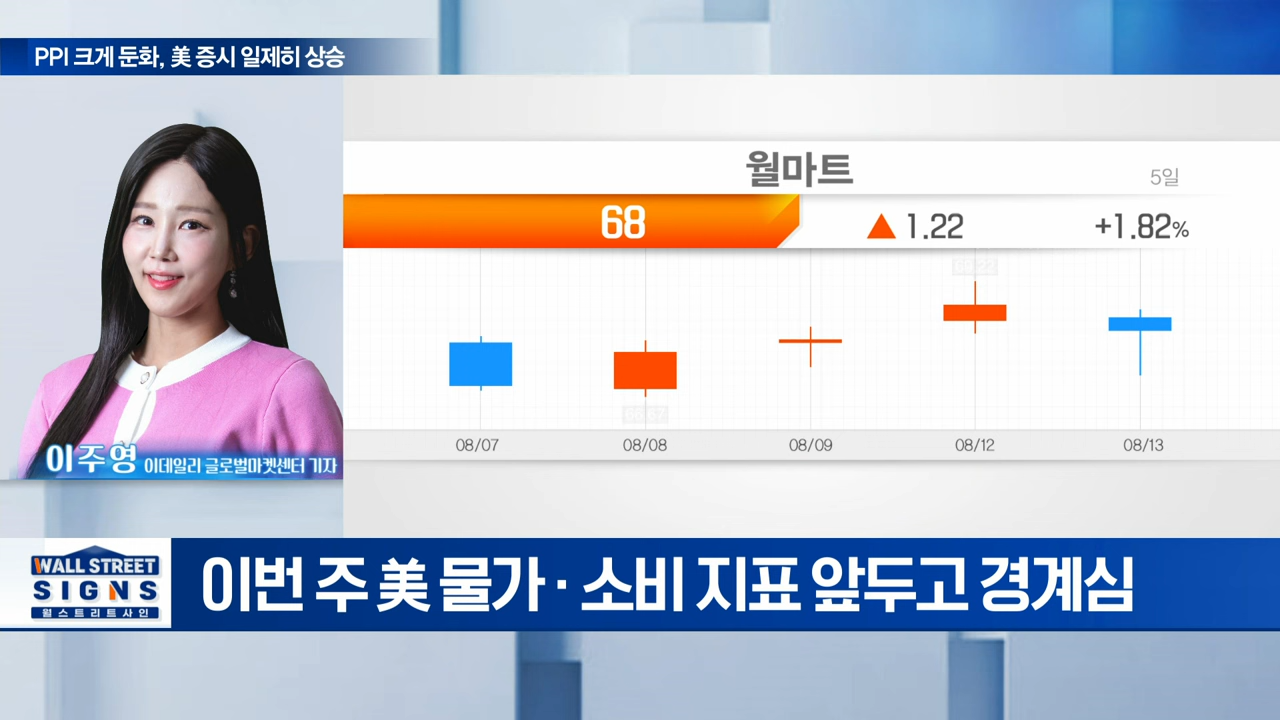 PPI 크게 둔화, 美 증시 일제히 상승
월마트
5일
68
▲ 1.22
+1.82%
08/07
08/08
08/09
08/12
08/13
이주영 이데일리 글로벌마켓센터 기자
WALL STREET
SIGNS
월스트리트사인
이번 주 美 물가·소비 지표 앞두고 경계심